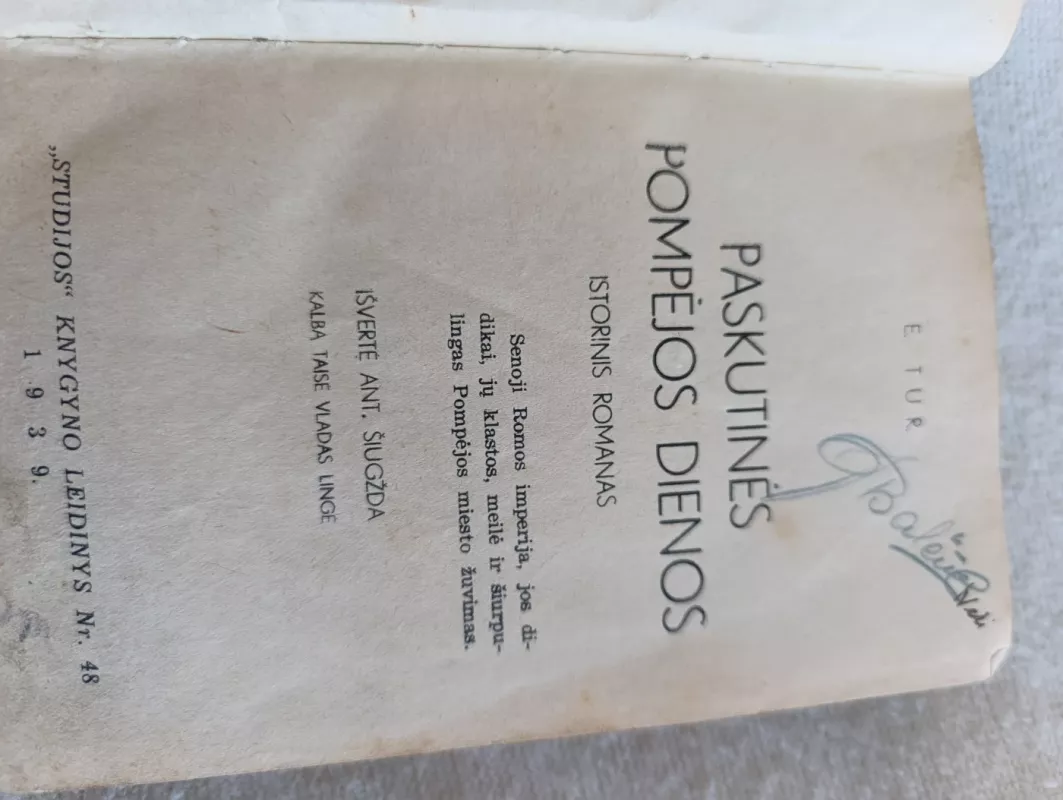 E TUR
PASKUTINĖS
POMPĖJOS DIENOS
ISTORINIS ROMANAS
Senoji Romos imperija, jos di-
dikai, jų klastos, meilė ir šiurpu-
lingas Pompėjos miesto žuvimas.
IŠVERTĖ ANT. ŠIUGŽDA
KALBĄ TAISĖ VLADAS LINGĖ
„STUDIJOS“ KNYGYNO LEIDINYS Nr. 48
1 9 3 9.